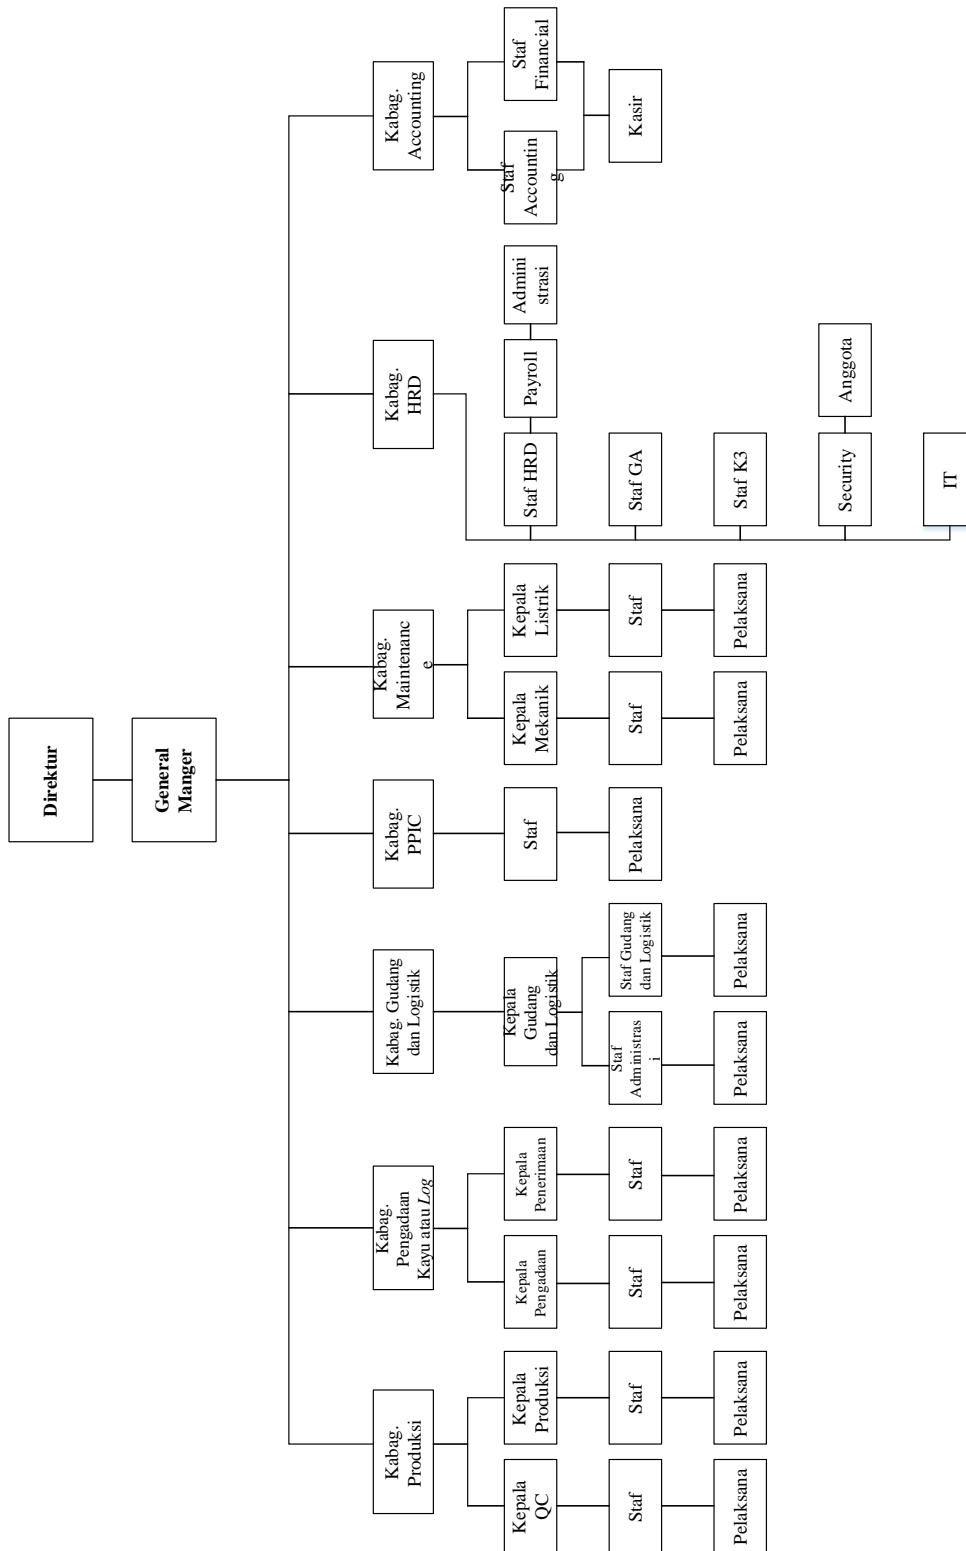 Direktur
General
Manger
Kabag.
Produksi
Kabag.
Pengadaan
Kayu atau Log
Kabag. Gudang
dan Logistik
Kabag.
PPIC
Kabag.
Maintenanc
e
Kabag.
HRD
Kabag.
Accounting
Kepala
QC
Kepala
Produksi
Kepala
Pengadaan
Kepala
Penerimaan
Kepala
Gudang
dan Logistik
Staf
Kepala
Mekanik
Kepala
Listrik
Staf HRD
Payroll
Admini
strasi
Staf
Accountin
g
Staf
Financial
Staf
Staf
Staf
Staf
Staf
Administras
i
Staf Gudang
dan Logistik
Pelaksana
Staf
Staf
Staf GA
Kasir
Pelaksana
Pelaksana
Pelaksana
Pelaksana
Pelaksana
Pelaksana
Pelaksana
Pelaksana
Staf K3
Security
Anggota
IT